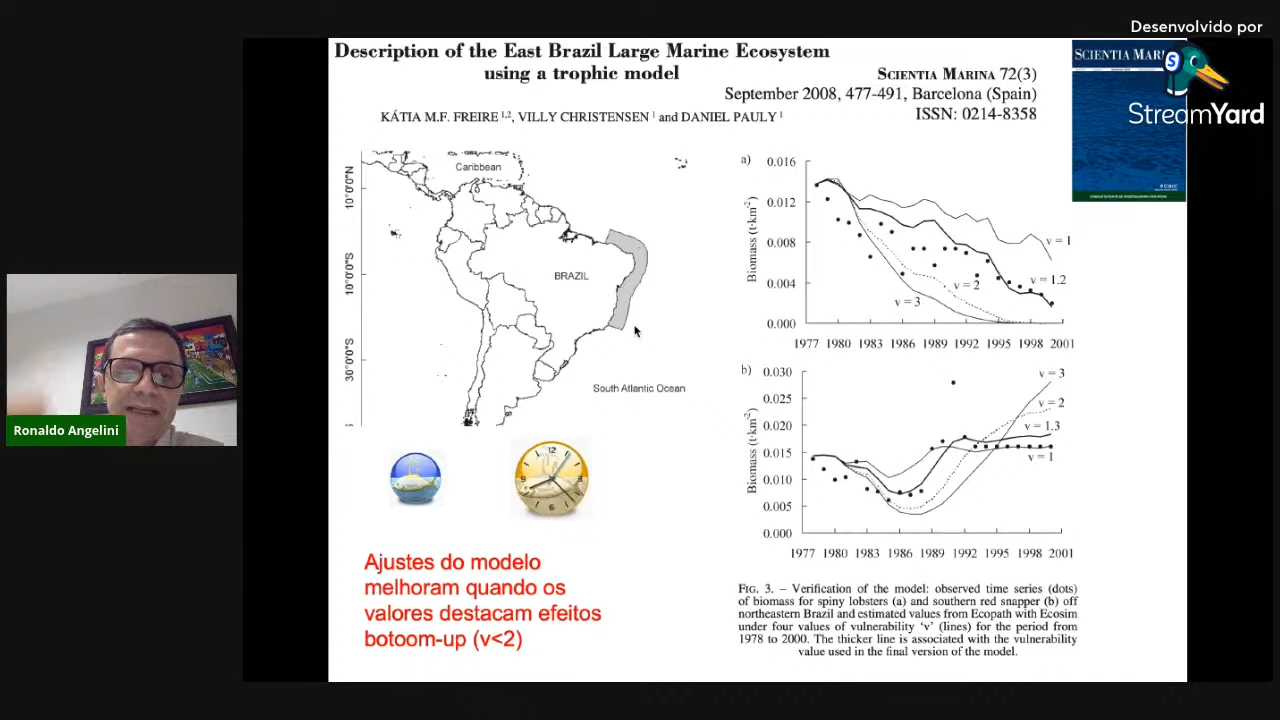 Desenvolvido por
StreamYard
Description of the East Brazil Large Marine Ecosystem
using a trophic model
SCIENTIA MARINA 72(3)
September 2008, 477-491, Barcelona (Spain)
ISSN: 0214-8358
KÁTIA M.F. FREIRE 1,2, VILLY CHRISTENSEN 1 and DANIEL PAULY 1
SCIENTIA MAR
Caribbean
BRAZIL
South Atlantic Ocean
10°0'0"N
10°0'0"S
30°0'0"S
a)
Biomass (t·km2)
0.016
0.012
0.008
0.004
0.000
v = 1
v = 1.2
v = 2
v = 3
1977 1980 1983 1986 1989 1992 1995 1998 2001
b)
Biomass (t·km2)
0.030
0.025
0.020
0.015
0.010
0.005
0.000
v = 3
v = 2
v = 1.3
v = 1
1977 1980 1983 1986 1989 1992 1995 1998 2001
12
3
6
9
Ronaldo Angelini
Ajustes do modelo
melhoram quando os
valores destacam efeitos
botoom-up (v<2)
FIG. 3. – Verification of the model: observed time series (dots)
of biomass for spiny lobsters (a) and southern red snapper (b) off
northeastern Brazil and estimated values from Ecopath with Ecosim
under four values of vulnerability 'v' (lines) for the period from
1978 to 2000. The thicker line is associated with the vulnerability
value used in the final version of the model.